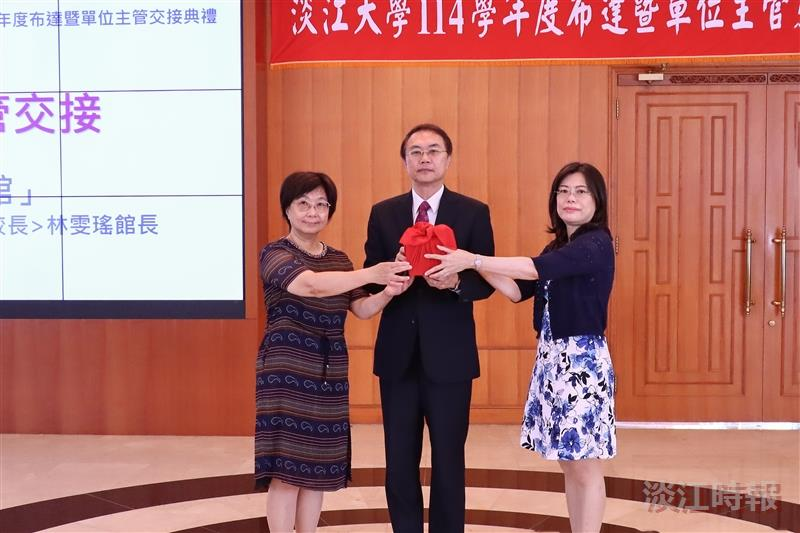 年度布達暨單位主管交接典禮
管交接
館」
校長>林雯瑤館長
淡江大學114學年度布達暨單位主管
淡江時報